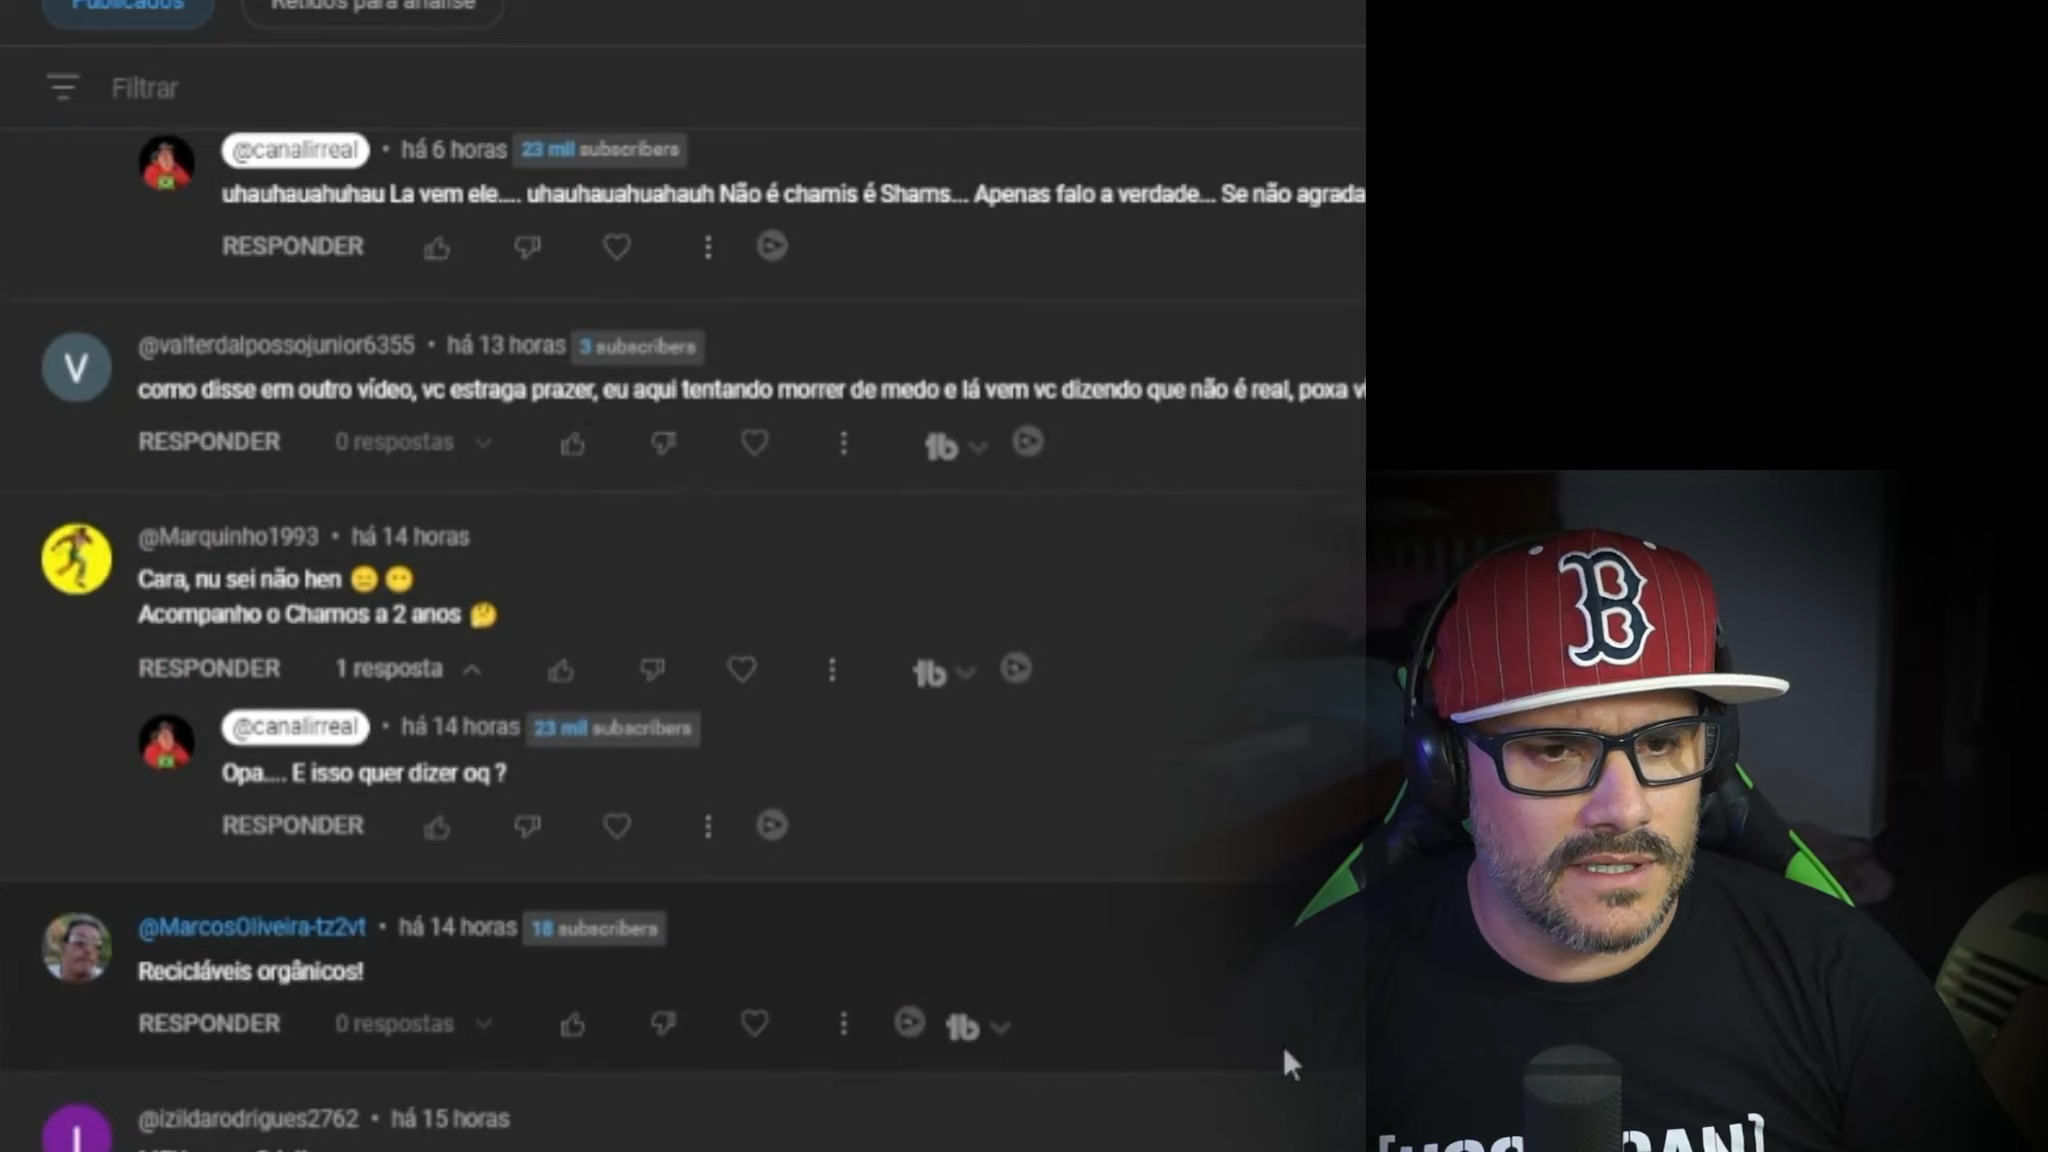 Publicados
Retidos para análise
Filtrar
@canalirreal • há 6 horas 23 mil subscribers
uhauhauahuhau La vem ele.... uhauhauahuahauh Não é chamis é Shams... Apenas falo a verdade... Se não agrada
RESPONDER
@valterdalpossojunior6355 • há 13 horas 3 subscribers
como disse em outro vídeo, vc estraga prazer, eu aqui tentando morrer de medo e lá vem vc dizendo que não é real, poxa
RESPONDER 0 respostas
V
@Marquinho1993 • há 14 horas
Cara, nu sei não hen 😑 😶
Acompanho o Chamos a 2 anos 🤔
RESPONDER 1 resposta
@canalirreal • há 14 horas 23 mil subscribers
Opa.... E isso quer dizer oq ?
RESPONDER
@MarcosOliveira-tz2vt • há 14 horas 18 subscribers
Recicláveis orgânicos!
RESPONDER 0 respostas
@izildarodrigues2762 • há 15 horas
I
B